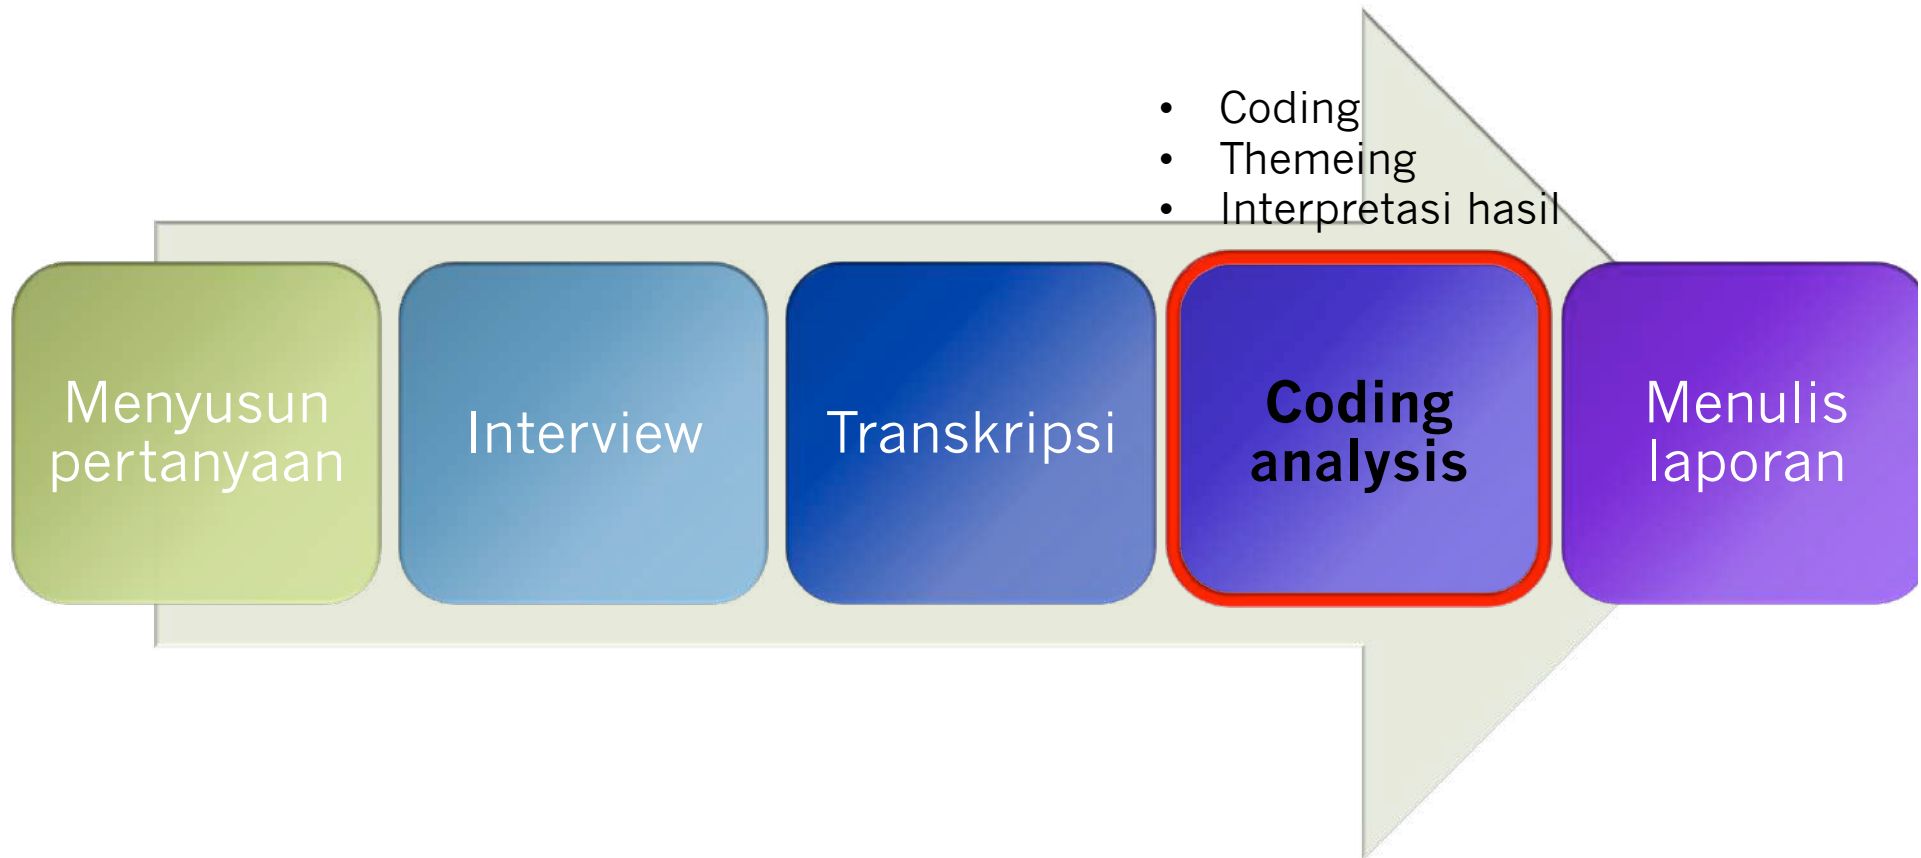 • Coding
• Themeing
• Interpretasi hasil
Menyusun
pertanyaan
Interview
Transkripsi
Coding
analysis
Menulis
laporan